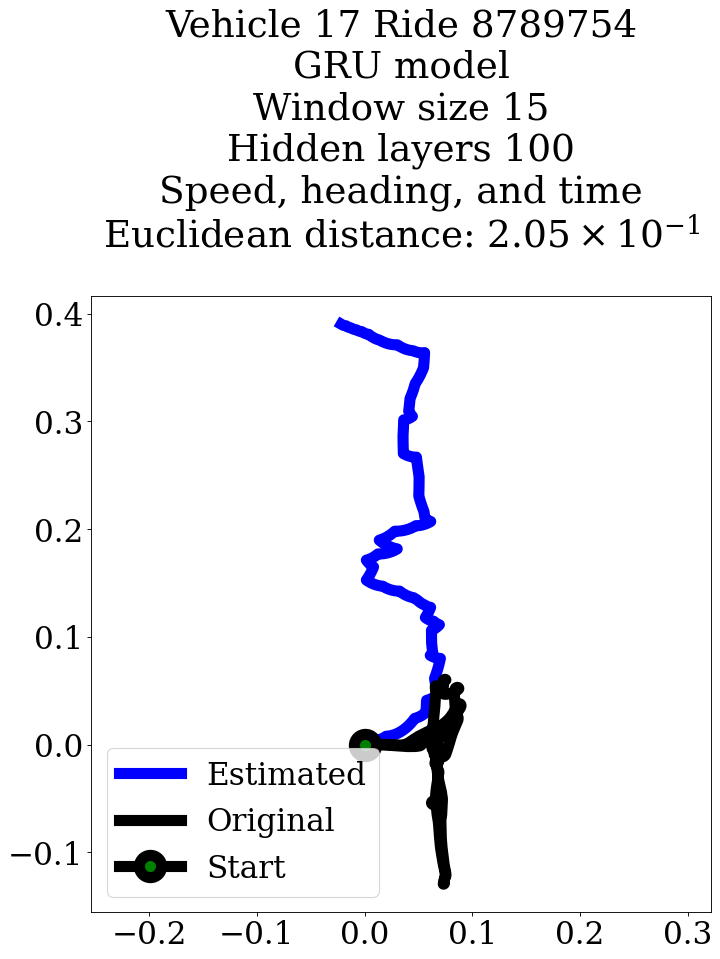 Vehicle 17 Ride 8789754
GRU model
Window size 15
Hidden layers 100
Speed, heading, and time
Euclidean distance: 2.05 × 10⁻¹
0.4
0.3
0.2
0.1
0.0
−0.1
Estimated
Original
Start
−0.2 −0.1 0.0 0.1 0.2 0.3